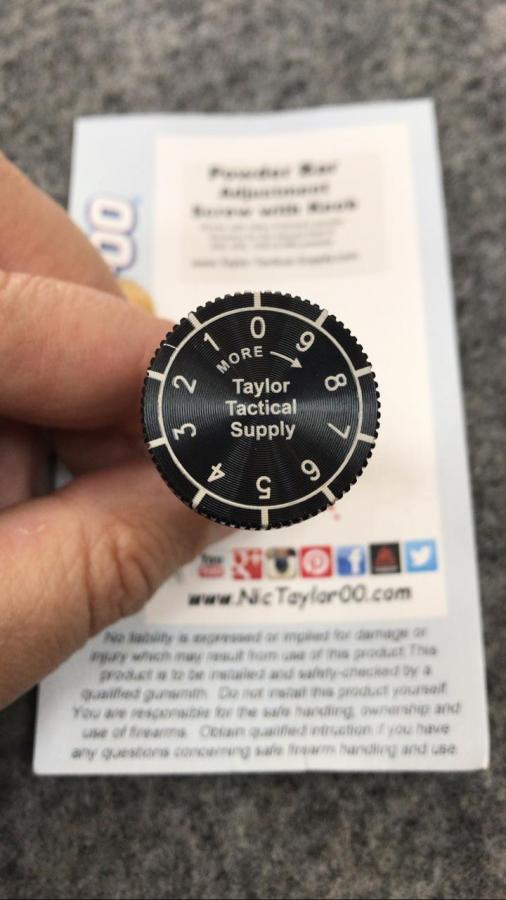 Powder Bar
Adjustment
Screw with Knob
00
0
1
9
MORE
2
8
Taylor
Tactical
Supply
3
7
4
6
5
www.NicTaylor00.com
No liability is expressed or implied for damage or
injury which may result from use of this product.This
product is to be installed and safety-checked by a
qualified gunsmith. Do not install this product yourself.
You are responsible for the safe handling, ownership and
use of firearms. Obtain qualified intruction if you have
any questions concerning safe firearm handling and use.